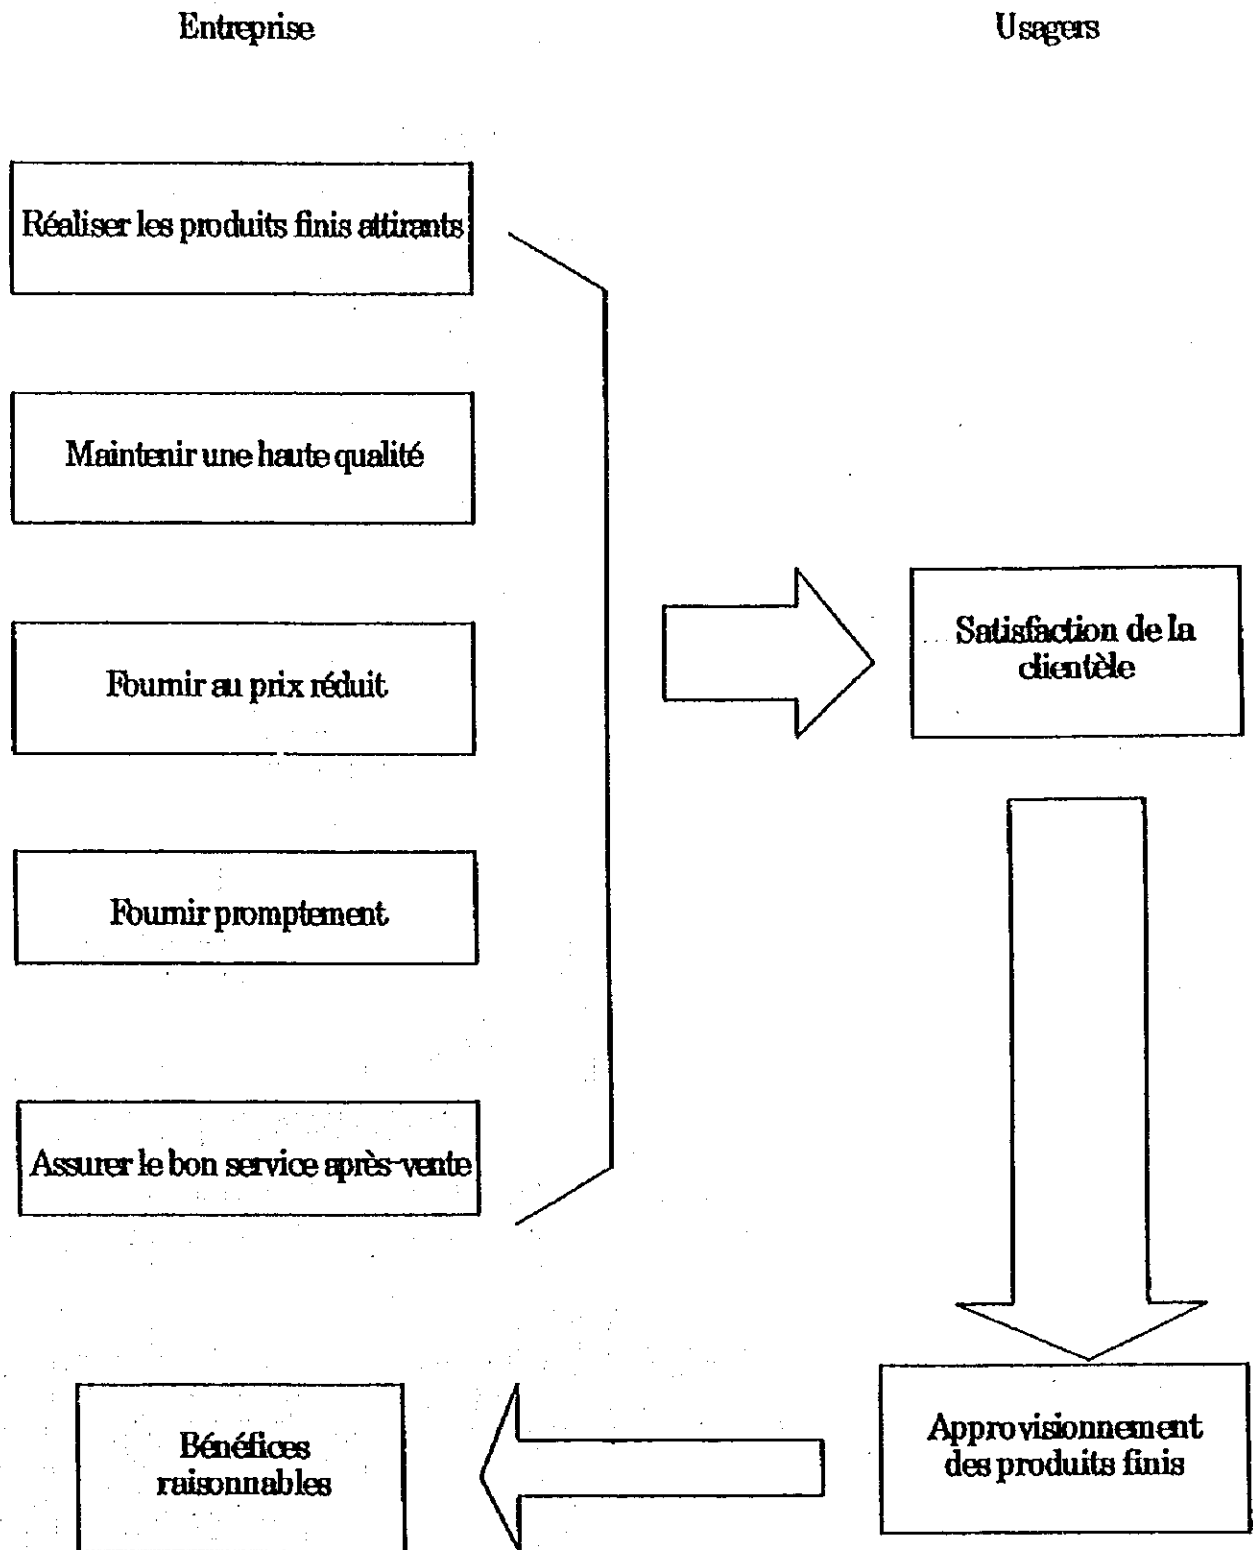 Entreprise
Usagers
Réaliser les produits finis attirants
Maintenir une haute qualité
Fournir au prix réduit
Fournir promptement
Assurer le bon service après-vente
Satisfaction de la
clientèle
Approvisionnement
des produits finis
Bénéfices
raisonnables